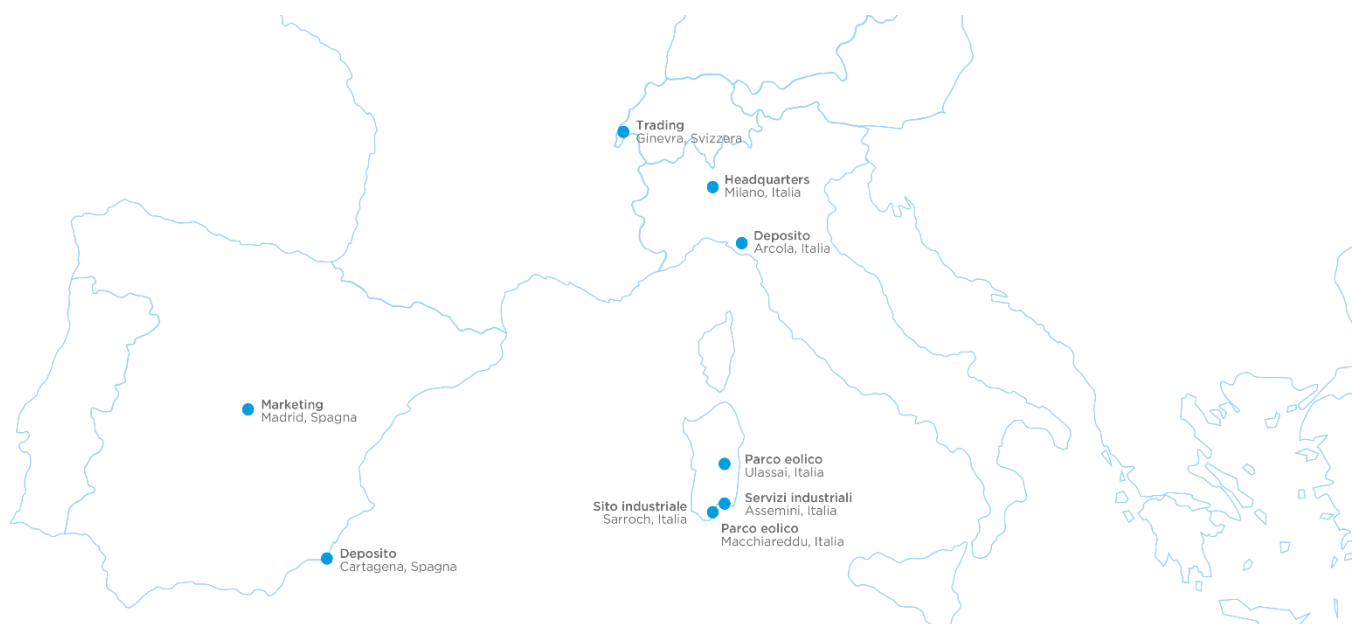 Trading
Ginevra, Svizzera
Headquarters
Milano, Italia
Deposito
Arcola, Italia
Marketing
Madrid, Spagna
Parco eolico
Ulassai, Italia
Servizi industriali
Assemini, Italia
Sito industriale
Sarroch, Italia
Parco eolico
Macchiareddu, Italia
Deposito
Cartagena, Spagna